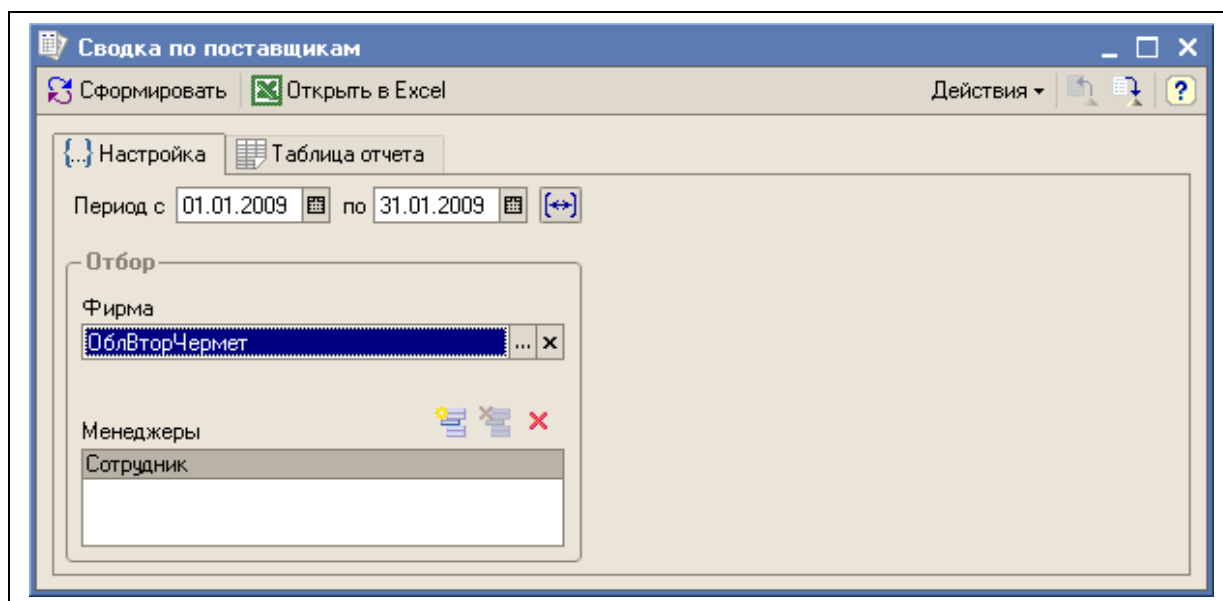 Сводка по поставщикам
Сформировать Открыть в Excel Действия ?
{...} Настройка Таблица отчета
Период с 01.01.2009 по 31.01.2009
Отбор
Фирма
ОблВторЧермет ... x
Менеджеры
Сотрудник